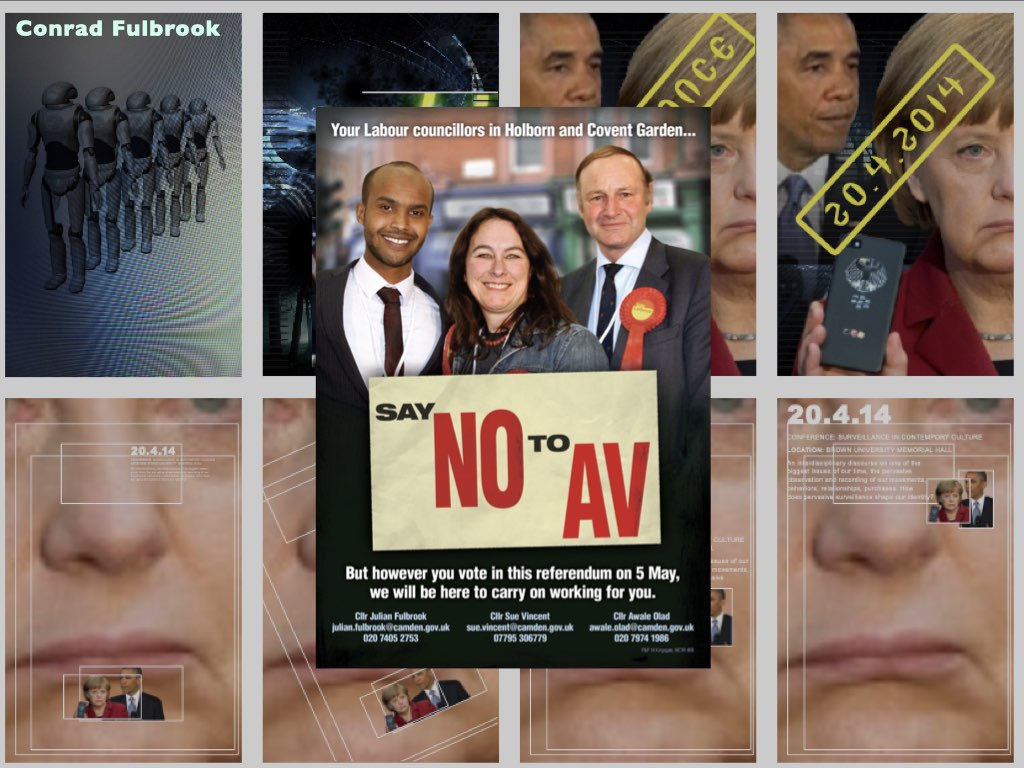 Conrad Fulbrook
20.4.2014
Your Labour councillors in Holborn and Covent Garden...
Labour
SAY
NO TO
AV
But however you vote in this referendum on 5 May,
we will be here to carry on working for you.
Cllr Julian Fulbrook
julian.fulbrook@camden.gov.uk
020 7405 2753
Cllr Sue Vincent
sue.vincent@camden.gov.uk
07795 306779
Cllr Awale Olad
awale.olad@camden.gov.uk
020 7974 1986
20.4.14
CULTURE
issues of our
movements,
20.4.14
CONFERENCE: SURVEILLANCE IN CONTEMPORY CULTURE
LOCATION: BROWN UNIVERSITY MEMORIAL HALL
An interdisciplinary discourse on one of the
biggest issues of our time, the pervasive
observation and recording of our movements,
behaviors, relationships, purchases. How
does pervasive surveillance shape our identity?